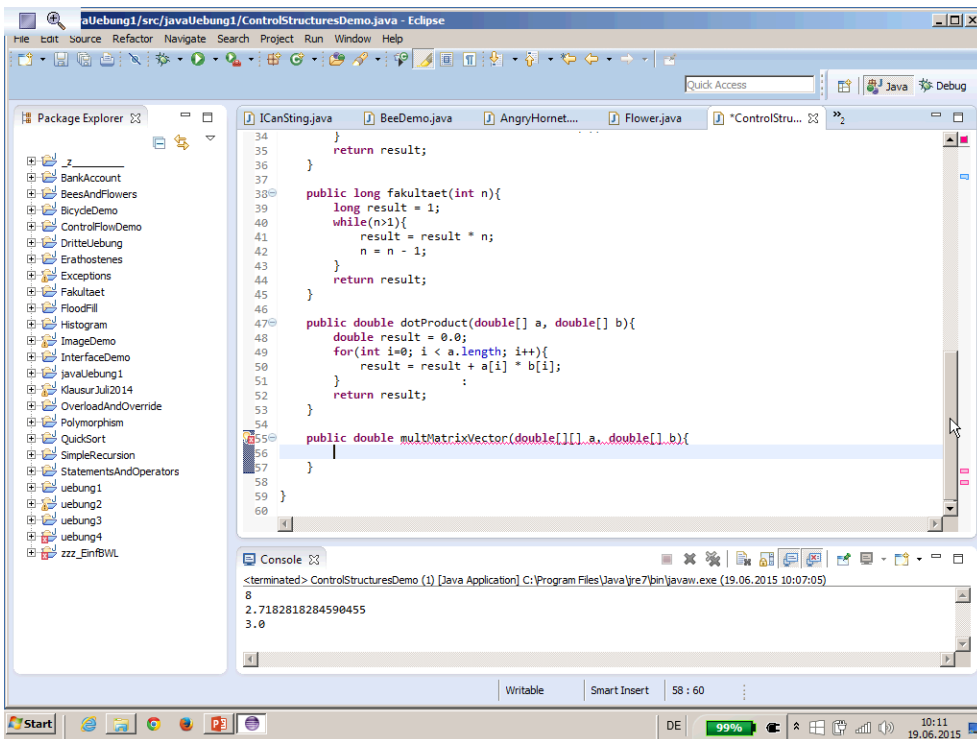 aUebung1/src/javaUebung1/ControlStructuresDemo.java - Eclipse
File Edit Source Refactor Navigate Search Project Run Window Help
Quick Access
Java
Debug
Package Explorer
_z_________
BankAccount
BeesAndFlowers
BicycleDemo
ControlFlowDemo
DritteUebung
Erathostenes
Exceptions
Fakultaet
FloodFill
Histogram
ImageDemo
InterfaceDemo
javaUebung1
KlausurJuli2014
OverloadAndOverride
Polymorphism
QuickSort
SimpleRecursion
StatementsAndOperators
uebung1
uebung2
uebung3
uebung4
zzz_EinfBWL
ICanSting.java BeeDemo.java AngryHornet.... Flower.java *ControlStru... »2
34 }
35 return result;
36 }
37
38 public long fakultaet(int n){
39 long result = 1;
40 while(n>1){
41 result = result * n;
42 n = n - 1;
43 }
44 return result;
45 }
46
47 public double dotProduct(double[] a, double[] b){
48 double result = 0.0;
49 for(int i=0; i < a.length; i++){
50 result = result + a[i] * b[i];
51 }
52 return result;
53 }
54
55 public double multMatrixVector(double[][] a, double[] b){
56
57 }
58
59 }
60
Console
<terminated> ControlStructuresDemo (1) [Java Application] C:\Program Files\Java\jre7\bin\javaw.exe (19.06.2015 10:07:05)
8
2.7182818284590455
3.0
Writable Smart Insert 58 : 60
Start DE 99% 10:11
19.06.2015